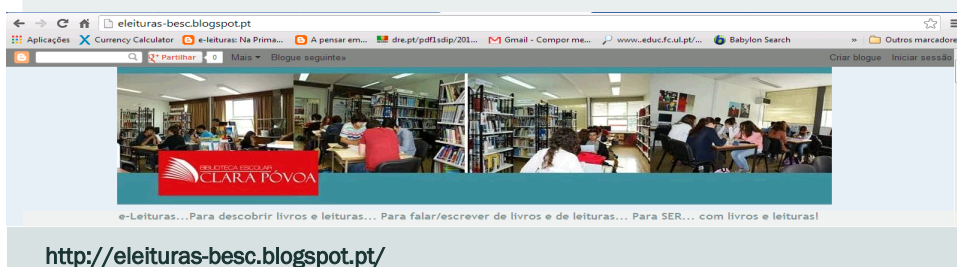 eleituras-besc.blogspot.pt
Aplicações Currency Calculator e-leituras: Na Prima... A pensar em... dre.pt/pdf1sdip/201... Gmail - Compor me... www..educ.fc.ul.pt/... Babylon Search » Outros marcadore
Partilhar 0 Mais Blogue seguinte» Criar blogue Iniciar sessão
BIBLIOTECA ESCOLAR
CLARA PÓVOA
e-Leituras...Para descobrir livros e leituras... Para falar/escrever de livros e de leituras... Para SER... com livros e leituras!
http://eleituras-besc.blogspot.pt/